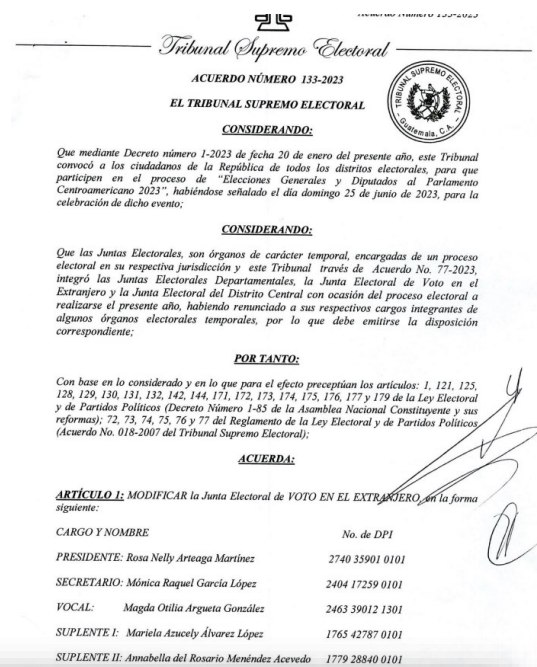 Acuerdo Número 133-2023
Tribunal Supremo Electoral
ACUERDO NÚMERO 133-2023
EL TRIBUNAL SUPREMO ELECTORAL
TRIBUNAL SUPREMO ELECTORAL
Guatemala, C.A.
CONSIDERANDO:
Que mediante Decreto número 1-2023 de fecha 20 de enero del presente año, este Tribunal
convocó a los ciudadanos de la República de todos los distritos electorales, para que
participen en el proceso de “Elecciones Generales y Diputados al Parlamento
Centroamericano 2023”, habiéndose señalado el día domingo 25 de junio de 2023, para la
celebración de dicho evento;
CONSIDERANDO:
Que las Juntas Electorales, son órganos de carácter temporal, encargadas de un proceso
electoral en su respectiva jurisdicción y este Tribunal través de Acuerdo No. 77-2023,
integró las Juntas Electorales Departamentales, la Junta Electoral de Voto en el
Extranjero y la Junta Electoral del Distrito Central con ocasión del proceso electoral a
realizarse el presente año, habiendo renunciado a sus respectivos cargos integrantes de
algunos órganos electorales temporales, por lo que debe emitirse la disposición
correspondiente;
POR TANTO:
Con base en lo considerado y en lo que para el efecto preceptúan los artículos: 1, 121, 125,
128, 129, 130, 131, 132, 142, 144, 171, 172, 173, 174, 175, 176, 177 y 179 de la Ley Electoral
y de Partidos Políticos (Decreto Número 1-85 de la Asamblea Nacional Constituyente y sus
reformas); 72, 73, 74, 75, 76 y 77 del Reglamento de la Ley Electoral y de Partidos Políticos
(Acuerdo No. 018-2007 del Tribunal Supremo Electoral);
ACUERDA:
ARTÍCULO 1: MODIFICAR la Junta Electoral de VOTO EN EL EXTRANJERO, en la forma
siguiente:
CARGO Y NOMBRE No. de DPI
PRESIDENTE: Rosa Nelly Arteaga Martínez 2740 35901 0101
SECRETARIO: Mónica Raquel García López 2404 17259 0101
VOCAL: Magda Otilia Argueta González 2463 39012 1301
SUPLENTE I: Mariela Azucely Álvarez López 1765 42787 0101
SUPLENTE II: Annabella del Rosario Menéndez Acevedo 1779 28840 0101